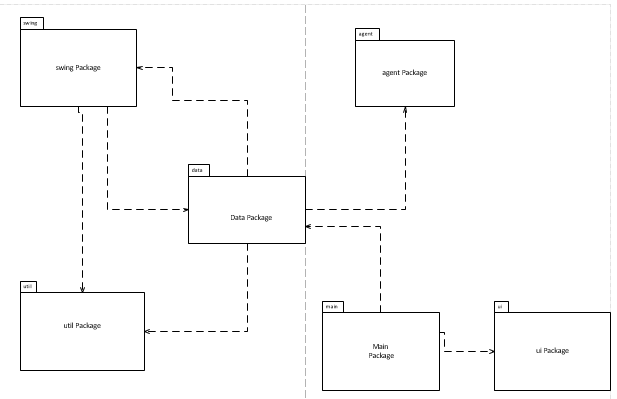 swing
swing Package
agent
agent Package
data
Data Package
util
util Package
main
Main
Package
ui
ui Package